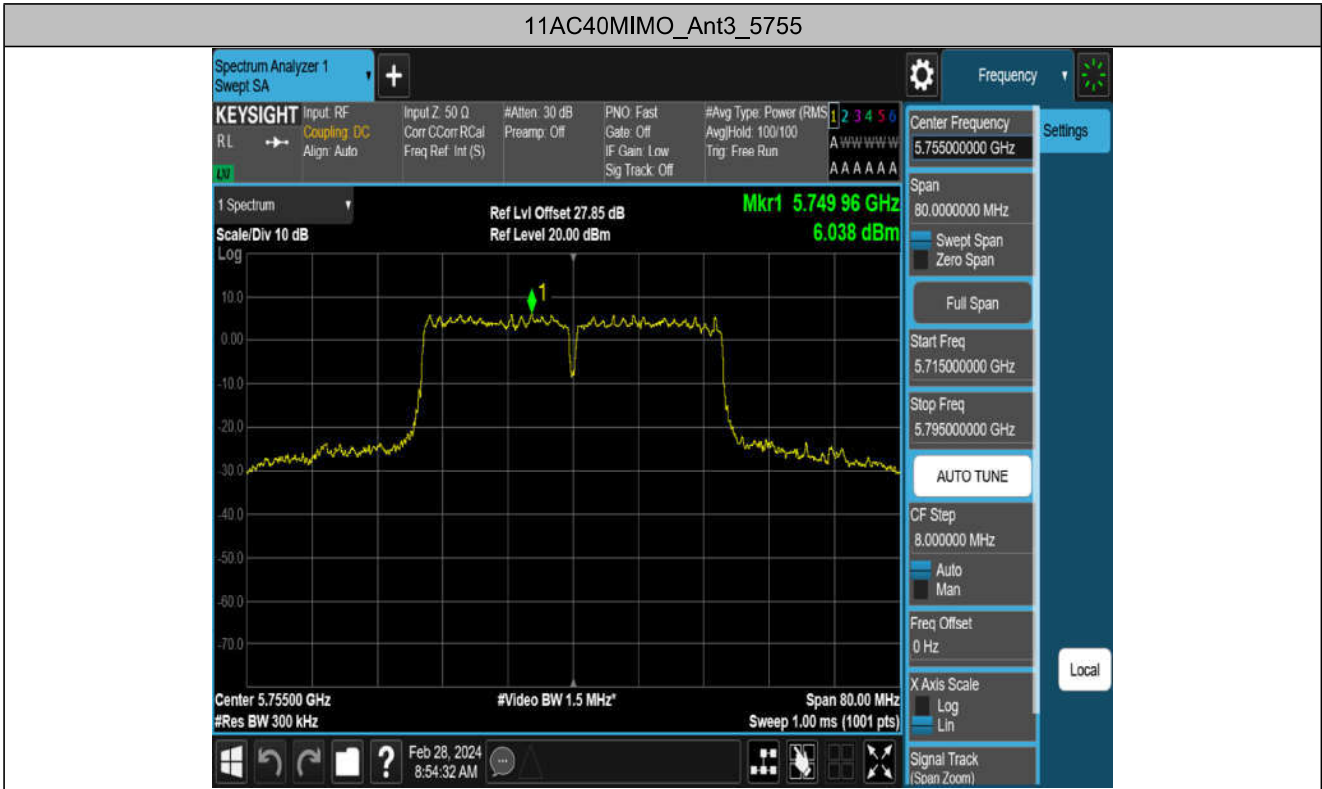 11AC40MIMO_Ant3_5755
Spectrum Analyzer 1
Swept SA
+
Frequency
KEYSIGHT
RL
LXI
Input: RF
Coupling: DC
Align: Auto
Input Z: 50 Ω
Corr CCorr RCal
Freq Ref: Int (S)
#Atten: 30 dB
Preamp: Off
PNO: Fast
Gate: Off
IF Gain: Low
Sig Track: Off
#Avg Type: Power (RMS
Avg|Hold: 100/100
Trig: Free Run
1 2 3 4 5 6
A W W W W W
A A A A A A
1 Spectrum
Scale/Div 10 dB
Log
Ref Lvl Offset 27.85 dB
Ref Level 20.00 dBm
Mkr1 5.749 96 GHz
6.038 dBm
1
10.0
0.00
-10.0
-20.0
-30.0
-40.0
-50.0
-60.0
-70.0
Center 5.75500 GHz
#Res BW 300 kHz
#Video BW 1.5 MHz*
Span 80.00 MHz
Sweep 1.00 ms (1001 pts)
Center Frequency
5.755000000 GHz
Settings
Span
80.0000000 MHz
Swept Span
Zero Span
Full Span
Start Freq
5.715000000 GHz
Stop Freq
5.795000000 GHz
AUTO TUNE
CF Step
8.000000 MHz
Auto
Man
Freq Offset
0 Hz
X Axis Scale
Log
Lin
Local
Signal Track
(Span Zoom)
?
Feb 28, 2024
8:54:32 AM